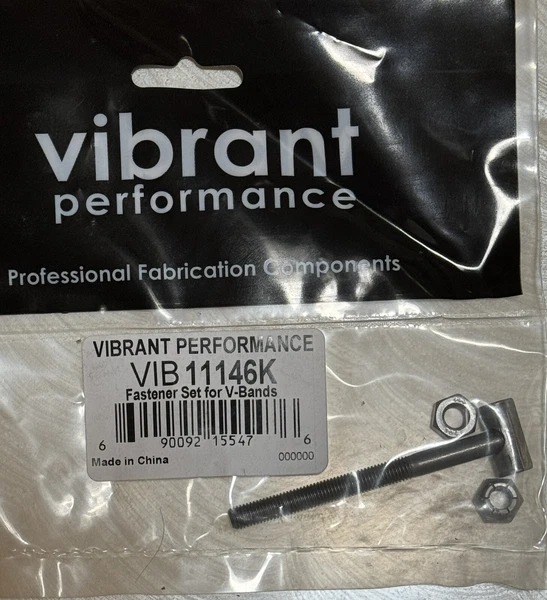 vibrant
performance
Professional Fabrication Components
VIBRANT PERFORMANCE
VIB 11146K
Fastener Set for V-Bands
6 90092 15547 6
Made in China 000000